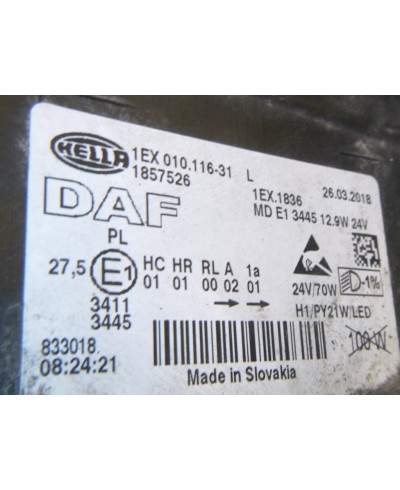 HELLA
1EX 010.116-31 L
1857526
DAF
1EX.1836 26.03.2018
MD E1 3445 12.9W 24V
PL
27,5 E1 HC HR RL A 1a
01 01 00 02 01
24V/70W -1%
3411
3445
H1/PY21W/LED
100 W
833018.
08:24:21
Made in Slovakia